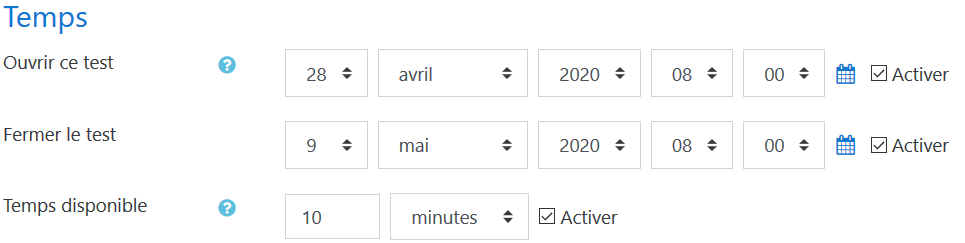 Temps
Ouvrir ce test ? 28 avril 2020 08 00 Activer
Fermer le test 9 mai 2020 08 00 Activer
Temps disponible ? 10 minutes Activer